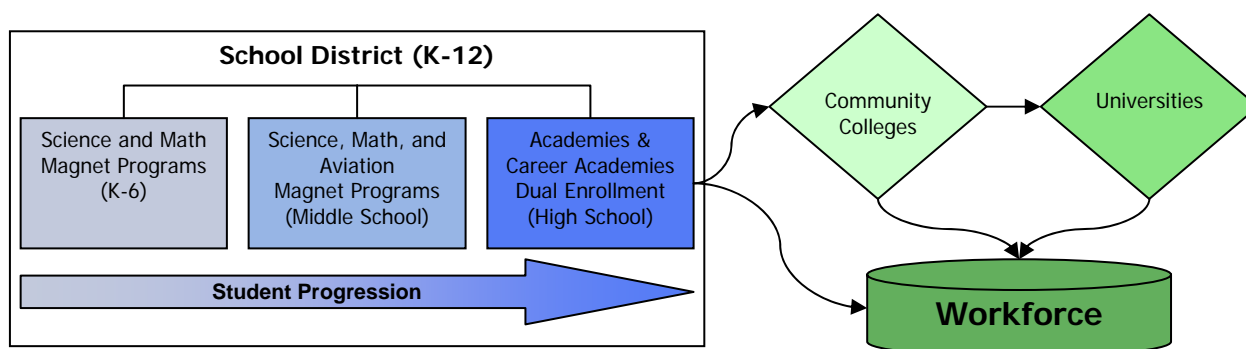 School District (K-12)
Science and Math
Magnet Programs
(K-6)
Science, Math, and
Aviation
Magnet Programs
(Middle School)
Academies &
Career Academies
Dual Enrollment
(High School)
Student Progression
Community
Colleges
Universities
Workforce